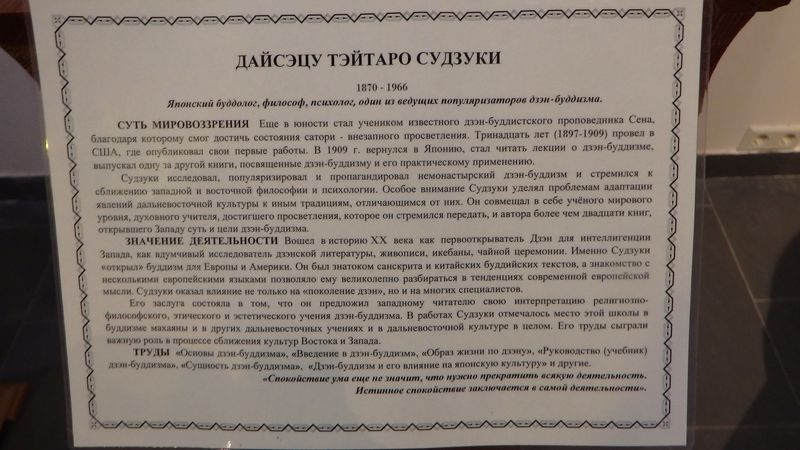 ДАЙСЭЦУ ТЭЙТАРО СУДЗУКИ
1870 - 1966
Японский буддолог, философ, психолог, один из ведущих популяризаторов дзэн-буддизма.
СУТЬ МИРОВОЗЗРЕНИЯ Еще в юности стал учеником известного дзэн-буддистского проповедника Сена,
благодаря которому смог достичь состояния сатори - внезапного просветления. Тринадцать лет (1897-1909) провел в
США, где опубликовал свои первые работы. В 1909 г. вернулся в Японию, стал читать лекции о дзэн-буддизме,
выпускал одну за другой книги, посвященные дзэн-буддизму и его практическому применению.
Судзуки исследовал, популяризировал и пропагандировал немонастырский дзэн-буддизм и стремился к
сближению западной и восточной философии и психологии. Особое внимание Судзуки уделял проблемам адаптации
явлений дальневосточной культуры к иным традициям, отличающимся от них. Он совмещал в себе учёного мирового
уровня, духовного учителя, достигшего просветления, которое он стремился передать, и автора более чем двадцати книг,
открывшего Западу суть и цели дзэн-буддизма.
ЗНАЧЕНИЕ ДЕЯТЕЛЬНОСТИ Вошел в историю XX века как первооткрыватель Дзэн для интеллигенции
Запада, как вдумчивый исследователь дзэнской литературы, живописи, икебаны, чайной церемонии. Именно Судзуки
«открыл» буддизм для Европы и Америки. Он был знатоком санскрита и китайских буддийских текстов, а знакомство с
несколькими европейскими языками позволяло ему великолепно разбираться в тенденциях современной европейской
мысли. Судзуки оказал влияние не только на «поколение дзэн», но и на многих специалистов.
Его заслуга состояла в том, что он предложил западному читателю свою интерпретацию религиозно-
философского, этического и эстетического учения дзэн-буддизма. В работах Судзуки отмечалось место этой школы в
буддизме махаяны и в других дальневосточных учениях и в дальневосточной культуре в целом. Его труды сыграли
важную роль в процессе сближения культур Востока и Запада.
ТРУДЫ «Основы дзэн-буддизма», «Введение в дзэн-буддизм», «Образ жизни по дзэну», «Руководство (учебник)
дзэн-буддизма», «Сущность дзэн-буддизма», «Дзэн-буддизм и его влияние на японскую культуру» и другие.
«Спокойствие ума еще не значит, что нужно прекратить всякую деятельность.
Истинное спокойствие заключается в самой деятельности».